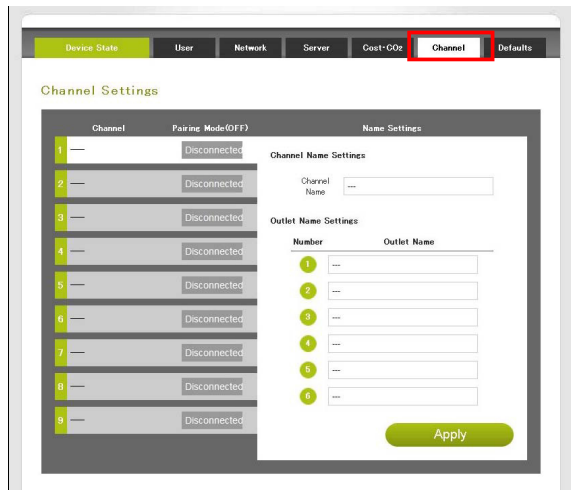 Device State User Network Server Cost·CO2 Channel Defaults
Channel Settings
Channel Pairing Mode(OFF) Name Settings
1 --- Disconnected
2 --- Disconnected
3 --- Disconnected
4 --- Disconnected
5 --- Disconnected
6 --- Disconnected
7 --- Disconnected
8 --- Disconnected
9 --- Disconnected
Channel Name Settings
Channel
Name
---
Outlet Name Settings
Number Outlet Name
1 ---
2 ---
3 ---
4 ---
5 ---
6 ---
Apply